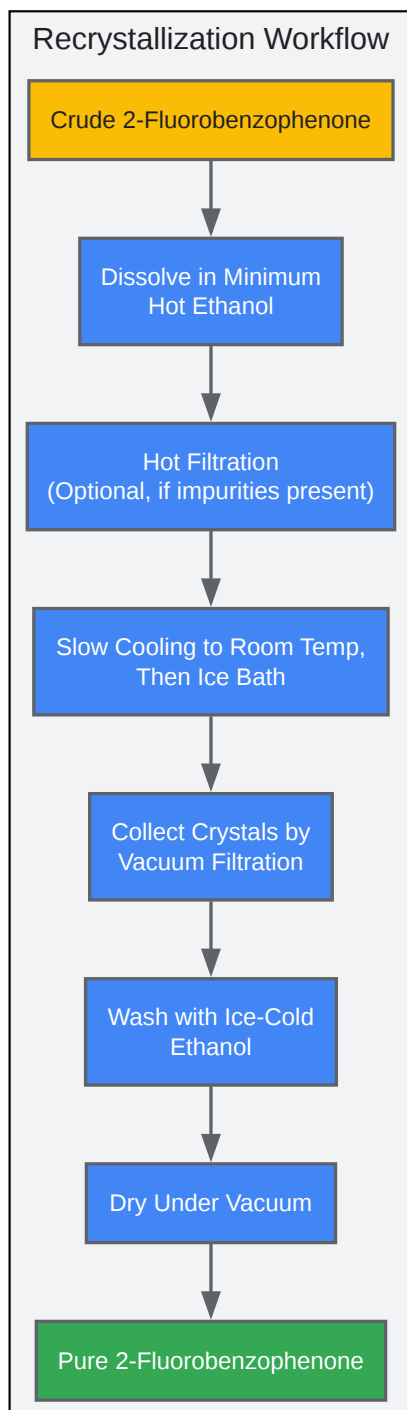 Recrystallization Workflow
Crude 2-Fluorobenzophenone
Dissolve in Minimum
Hot Ethanol
Hot Filtration
(Optional, if impurities present)
Slow Cooling to Room Temp,
Then Ice Bath
Collect Crystals by
Vacuum Filtration
Wash with Ice-Cold
Ethanol
Dry Under Vacuum
Pure 2-Fluorobenzophenone